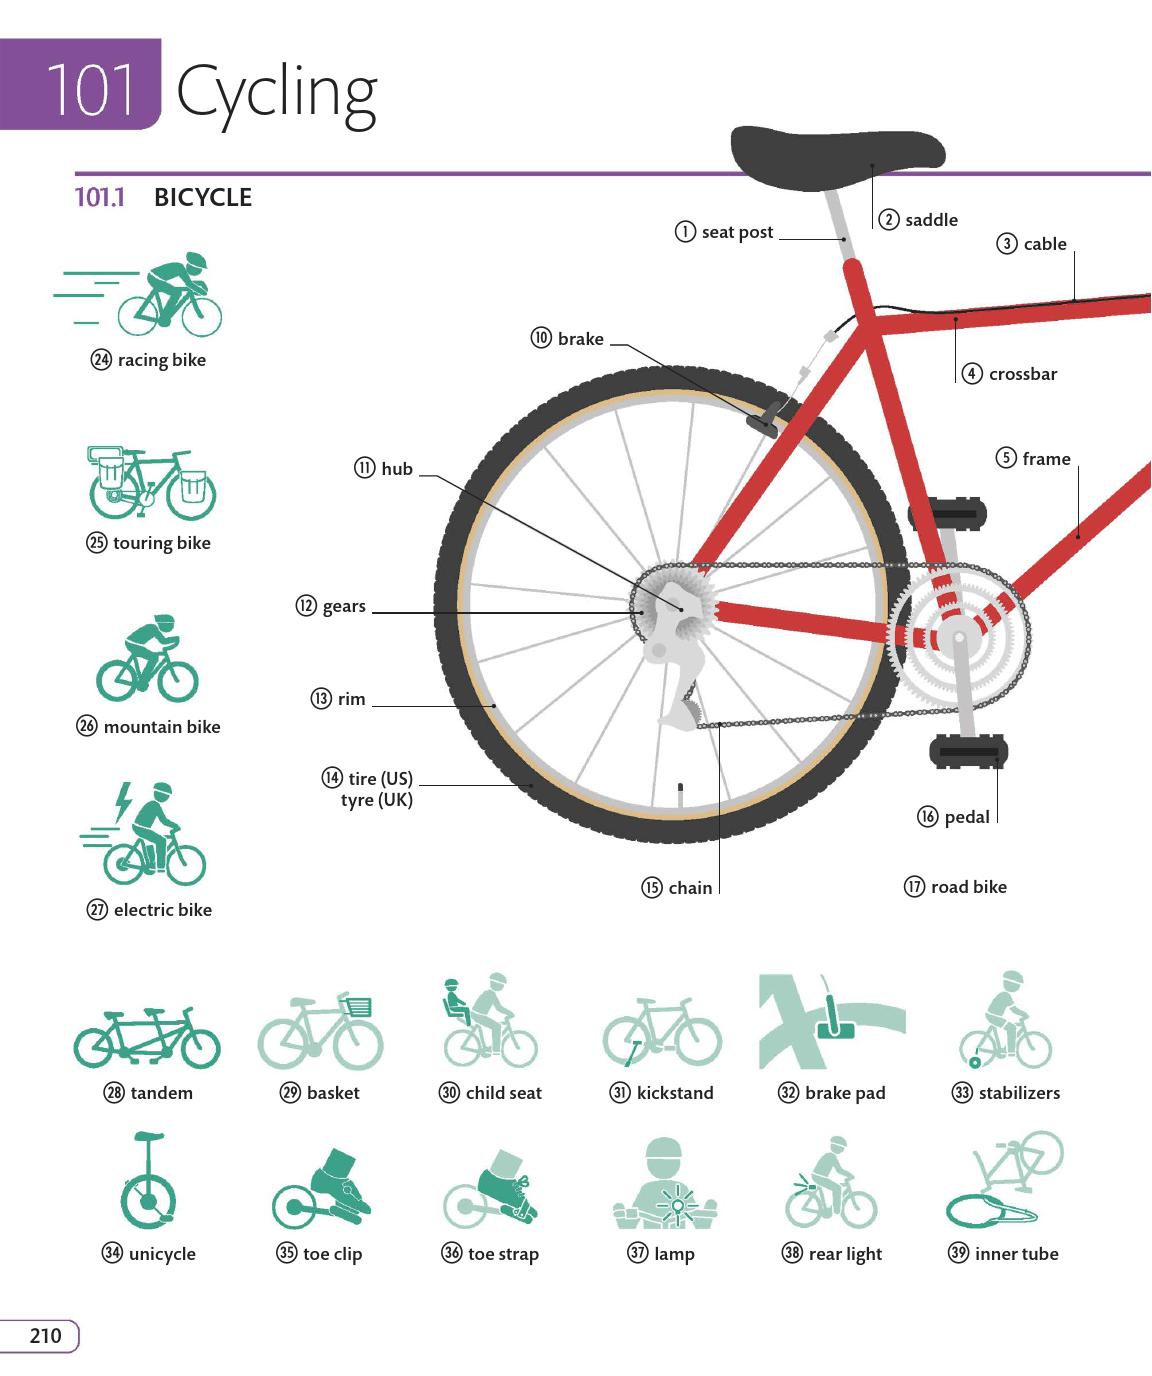 101 Cycling
101.1 BICYCLE
1 seat post
2 saddle
3 cable
4 crossbar
5 frame
10 brake
11 hub
12 gears
13 rim
14 tire (US)
tyre (UK)
15 chain
16 pedal
17 road bike
24 racing bike
25 touring bike
26 mountain bike
27 electric bike
28 tandem
29 basket
30 child seat
31 kickstand
32 brake pad
33 stabilizers
34 unicycle
35 toe clip
36 toe strap
37 lamp
38 rear light
39 inner tube
210